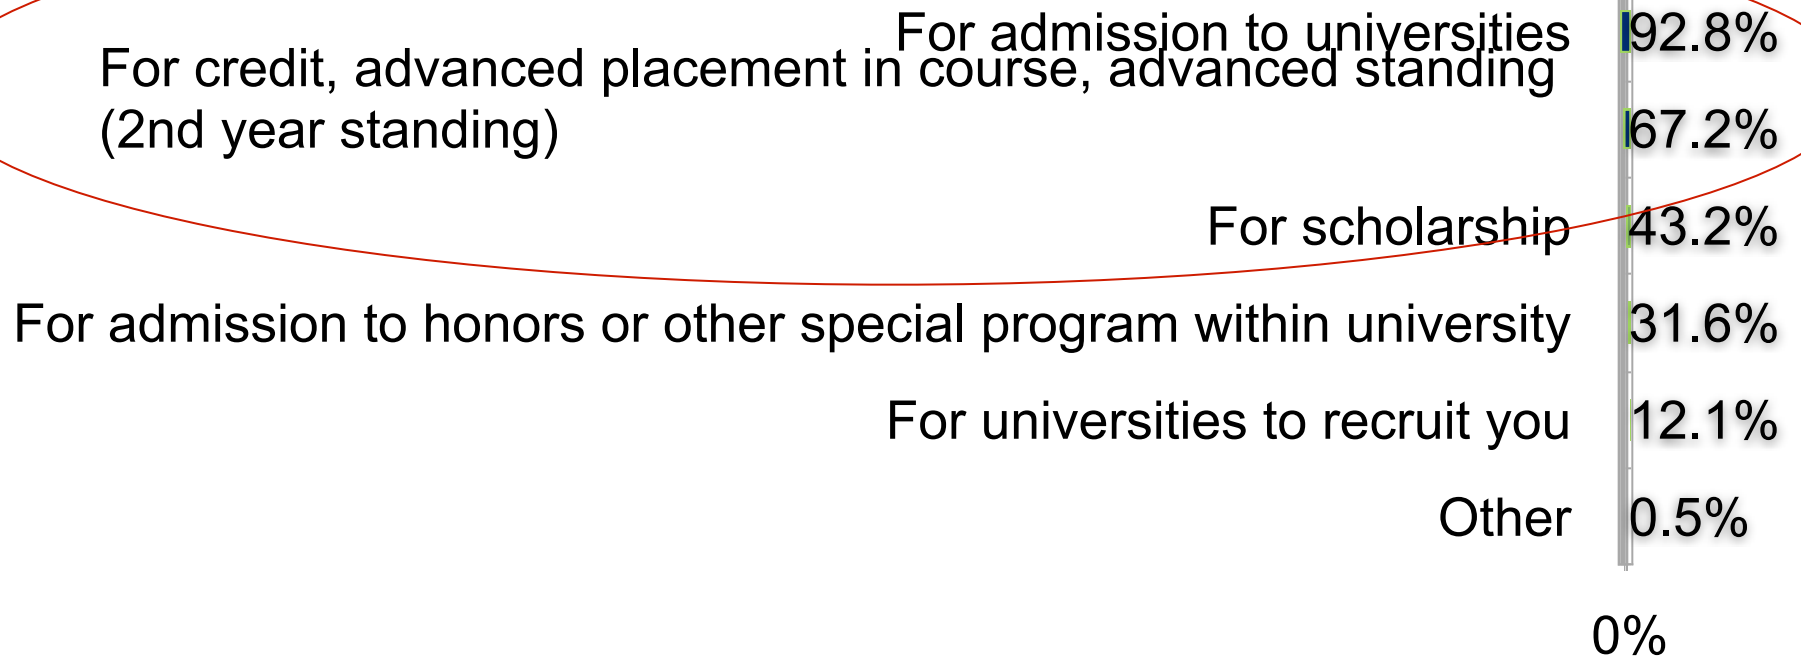 For admission to universities 92.8%
For credit, advanced placement in course, advanced standing
(2nd year standing) 67.2%
For scholarship 43.2%
For admission to honors or other special program within university 31.6%
For universities to recruit you 12.1%
Other 0.5%
0%